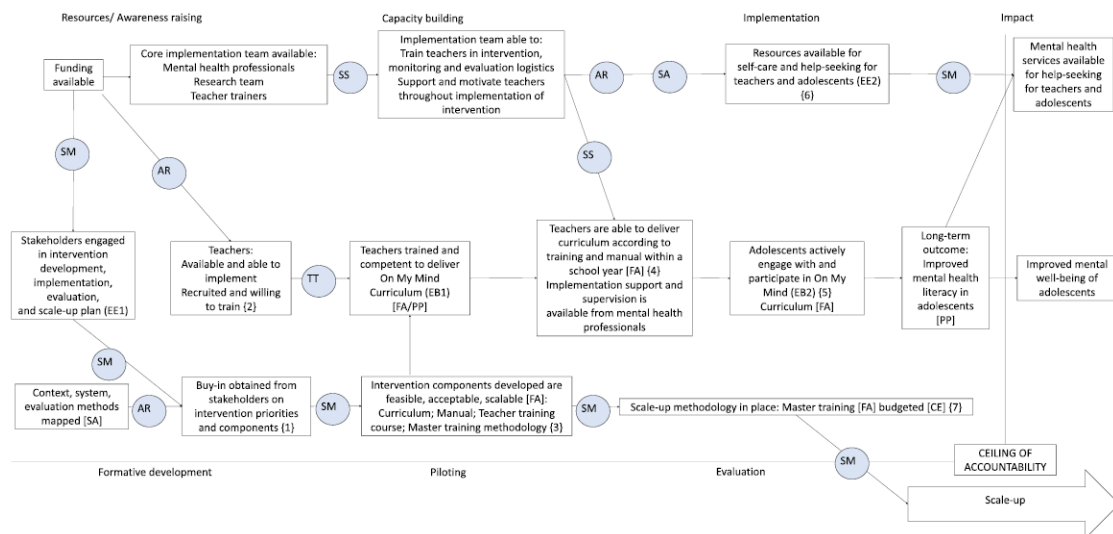 Resources/ Awareness raising
Capacity building
Implementation
Impact
Funding
available
Core implementation team available:
Mental health professionals
Research team
Teacher trainers
SS
Implementation team able to:
Train teachers in intervention,
monitoring and evaluation logistics
Support and motivate teachers
throughout implementation of
intervention
AR
SA
Resources available for
self-care and help-seeking for
teachers and adolescents (EE2)
{6}
SM
Mental health
services available
for help-seeking
for teachers and
adolescents
SM
AR
SS
Stakeholders engaged
in intervention
development,
implementation,
evaluation,
and scale-up plan (EE1)
Teachers:
Available and able to
implement
Recruited and willing
to train {2}
TT
Teachers trained and
competent to deliver
On My Mind
Curriculum (EB1)
[FA/PP]
Teachers are able to deliver
curriculum according to
training and manual within a
school year [FA] {4}
Implementation support and
supervision is
available from mental health
professionals
Adolescents actively
engage with and
participate in On My
Mind (EB2) {5}
Curriculum [FA]
Long-term
outcome:
Improved
mental health
literacy in
adolescents
[PP]
Improved mental
well-being of
adolescents
SM
Context, system,
evaluation methods
mapped [SA]
AR
Buy-in obtained from
stakeholders on
intervention priorities
and components {1}
SM
Intervention components developed are
feasible, acceptable, scalable [FA]:
Curriculum; Manual; Teacher training
course; Master training methodology {3}
SM
Scale-up methodology in place: Master training [FA] budgeted [CE] {7}
Formative development
Piloting
Evaluation
SM
CEILING OF
ACCOUNTABILITY
Scale-up